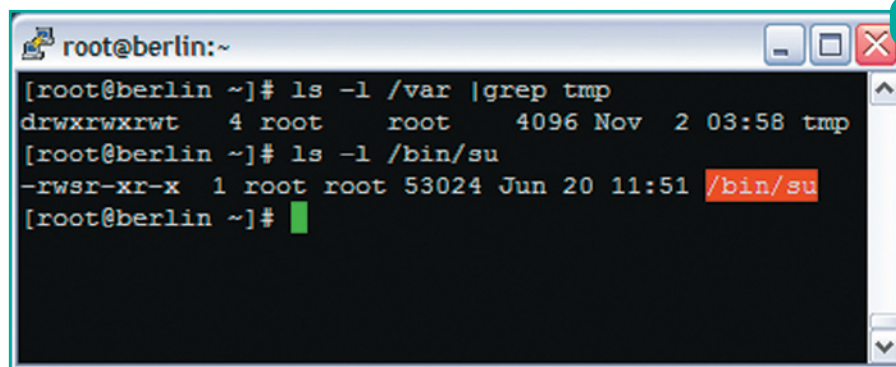 root@berlin:~
[root@berlin ~]# ls -l /var |grep tmp
drwxrwxrwt   4 root     root     4096 Nov  2 03:58 tmp
[root@berlin ~]# ls -l /bin/su
-rwsr-xr-x  1 root root 53024 Jun 20 11:51 /bin/su
[root@berlin ~]#